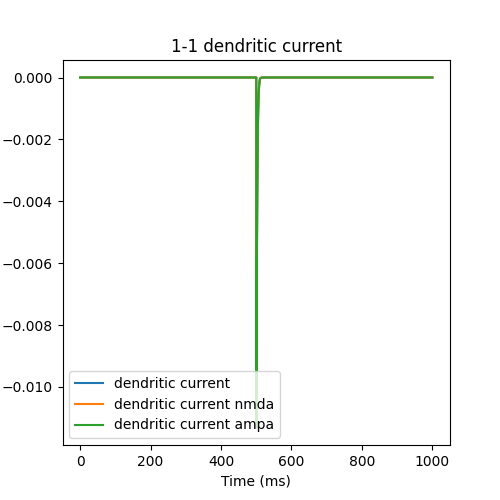 1-1 dendritic current
0.000
−0.002
−0.004
−0.006
−0.008
−0.010
dendritic current
dendritic current nmda
dendritic current ampa
0 200 400 600 800 1000
Time (ms)